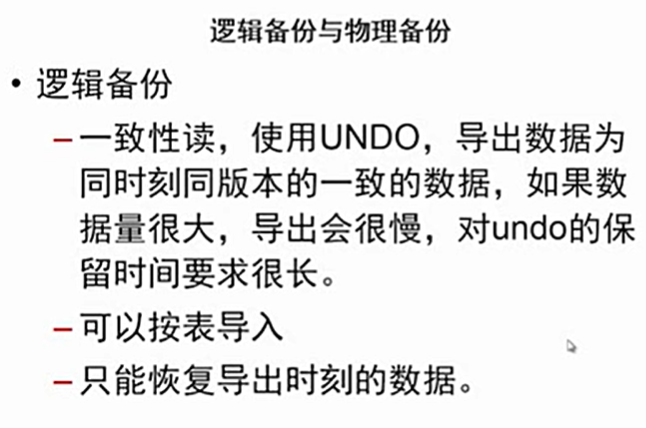 逻辑备份与物理备份
• 逻辑备份
–一致性读，使用UNDO，导出数据为
同时刻同版本的一致的数据，如果数
据量很大，导出会很慢，对undo的保
留时间要求很长。
–可以按表导入
–只能恢复导出时刻的数据。